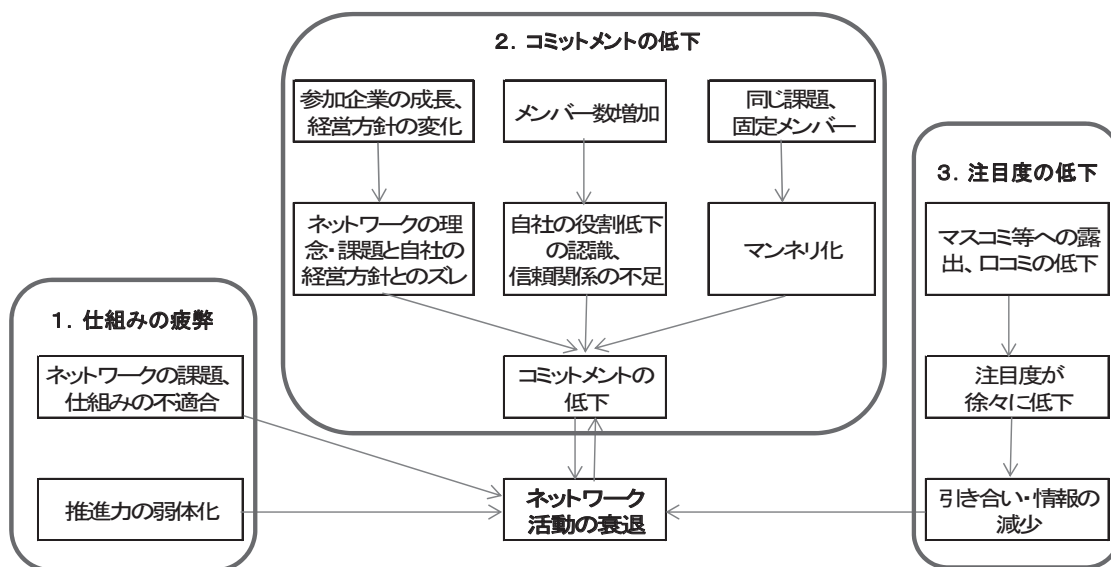 2．コミットメントの低下
参加企業の成長、
経営方針の変化
メンバー数増加
同じ課題、
固定メンバー
ネットワークの理
念・課題と自社の
経営方針とのズレ
自社の役割低下
の認識、
信頼関係の不足
マンネリ化
コミットメントの
低下
1．仕組みの疲弊
ネットワークの課題、
仕組みの不適合
推進力の弱体化
ネットワーク
活動の衰退
3．注目度の低下
マスコミ等への露
出、口コミの低下
注目度が
徐々に低下
引き合い・情報の
減少